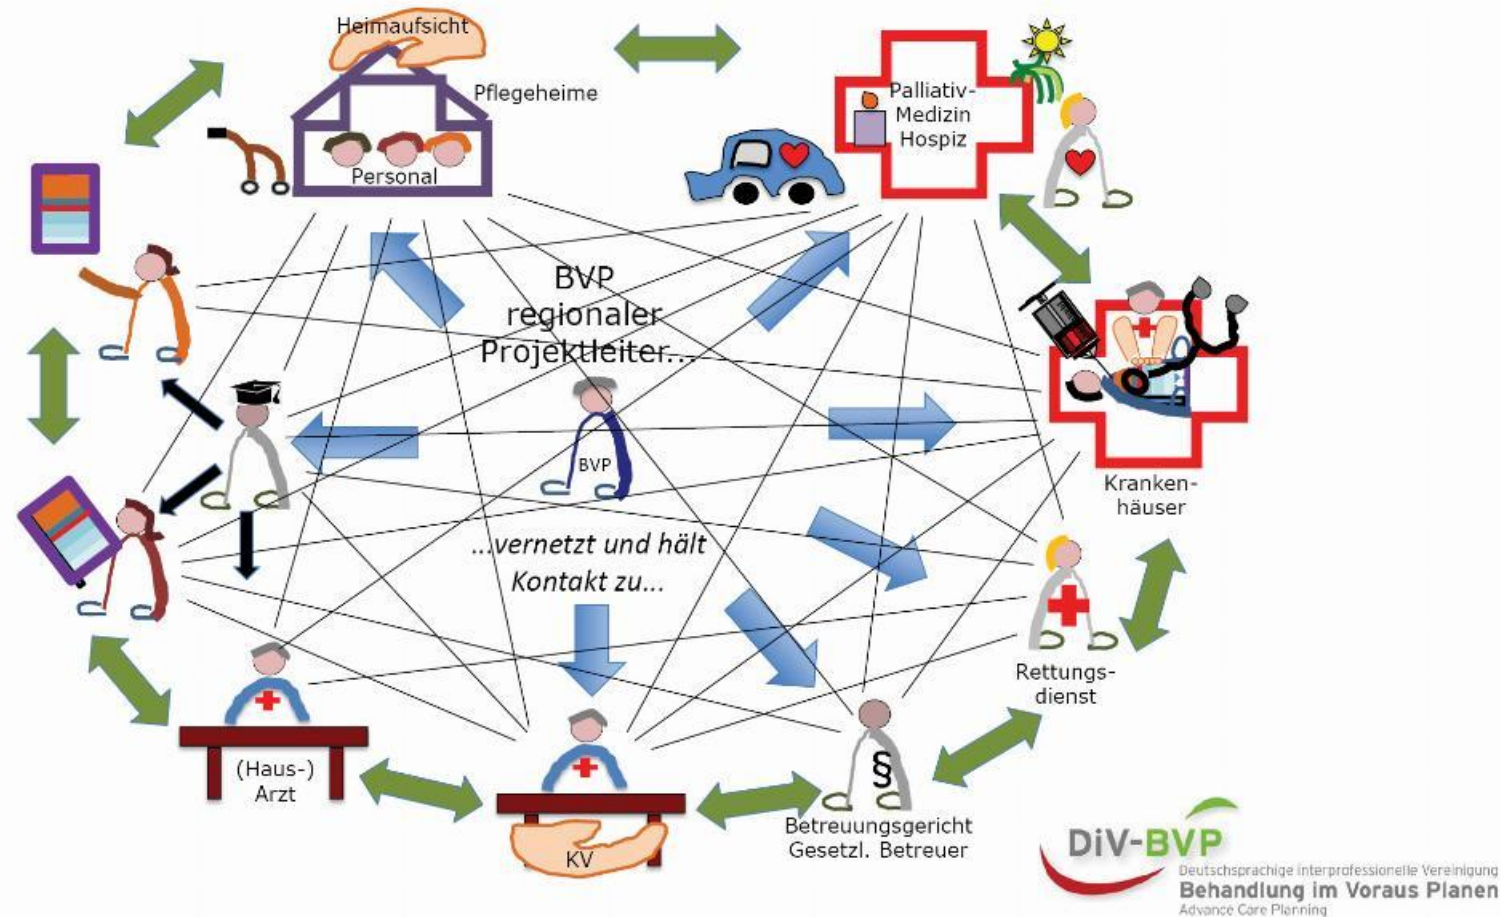 Heimaufsicht
Pflegeheime
Personal
Palliativ-
Medizin
Hospiz
BVP
regionaler
Projektleiter...
BVP
...vernetzt und hält
Kontakt zu...
Kranken-
häuser
Rettungs-
dienst
(Haus-)
Arzt
KV
§
Betreuungsgericht
Gesetzl. Betreuer
DiV-BVP
Deutschsprachige interprofessionelle Vereinigung
Behandlung im Voraus Planen
Advance Care Planning